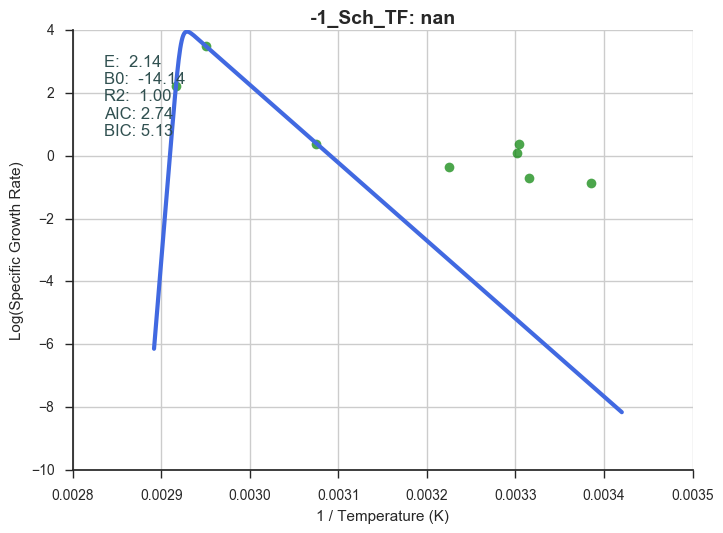 -1_Sch_TF: nan
E:  2.14
B0:  -14.14
R2:  1.00
AIC: 2.74
BIC: 5.13
Log(Specific Growth Rate)
4
2
0
−2
−4
−6
−8
−10
0.0028 0.0029 0.0030 0.0031 0.0032 0.0033 0.0034 0.0035
1 / Temperature (K)